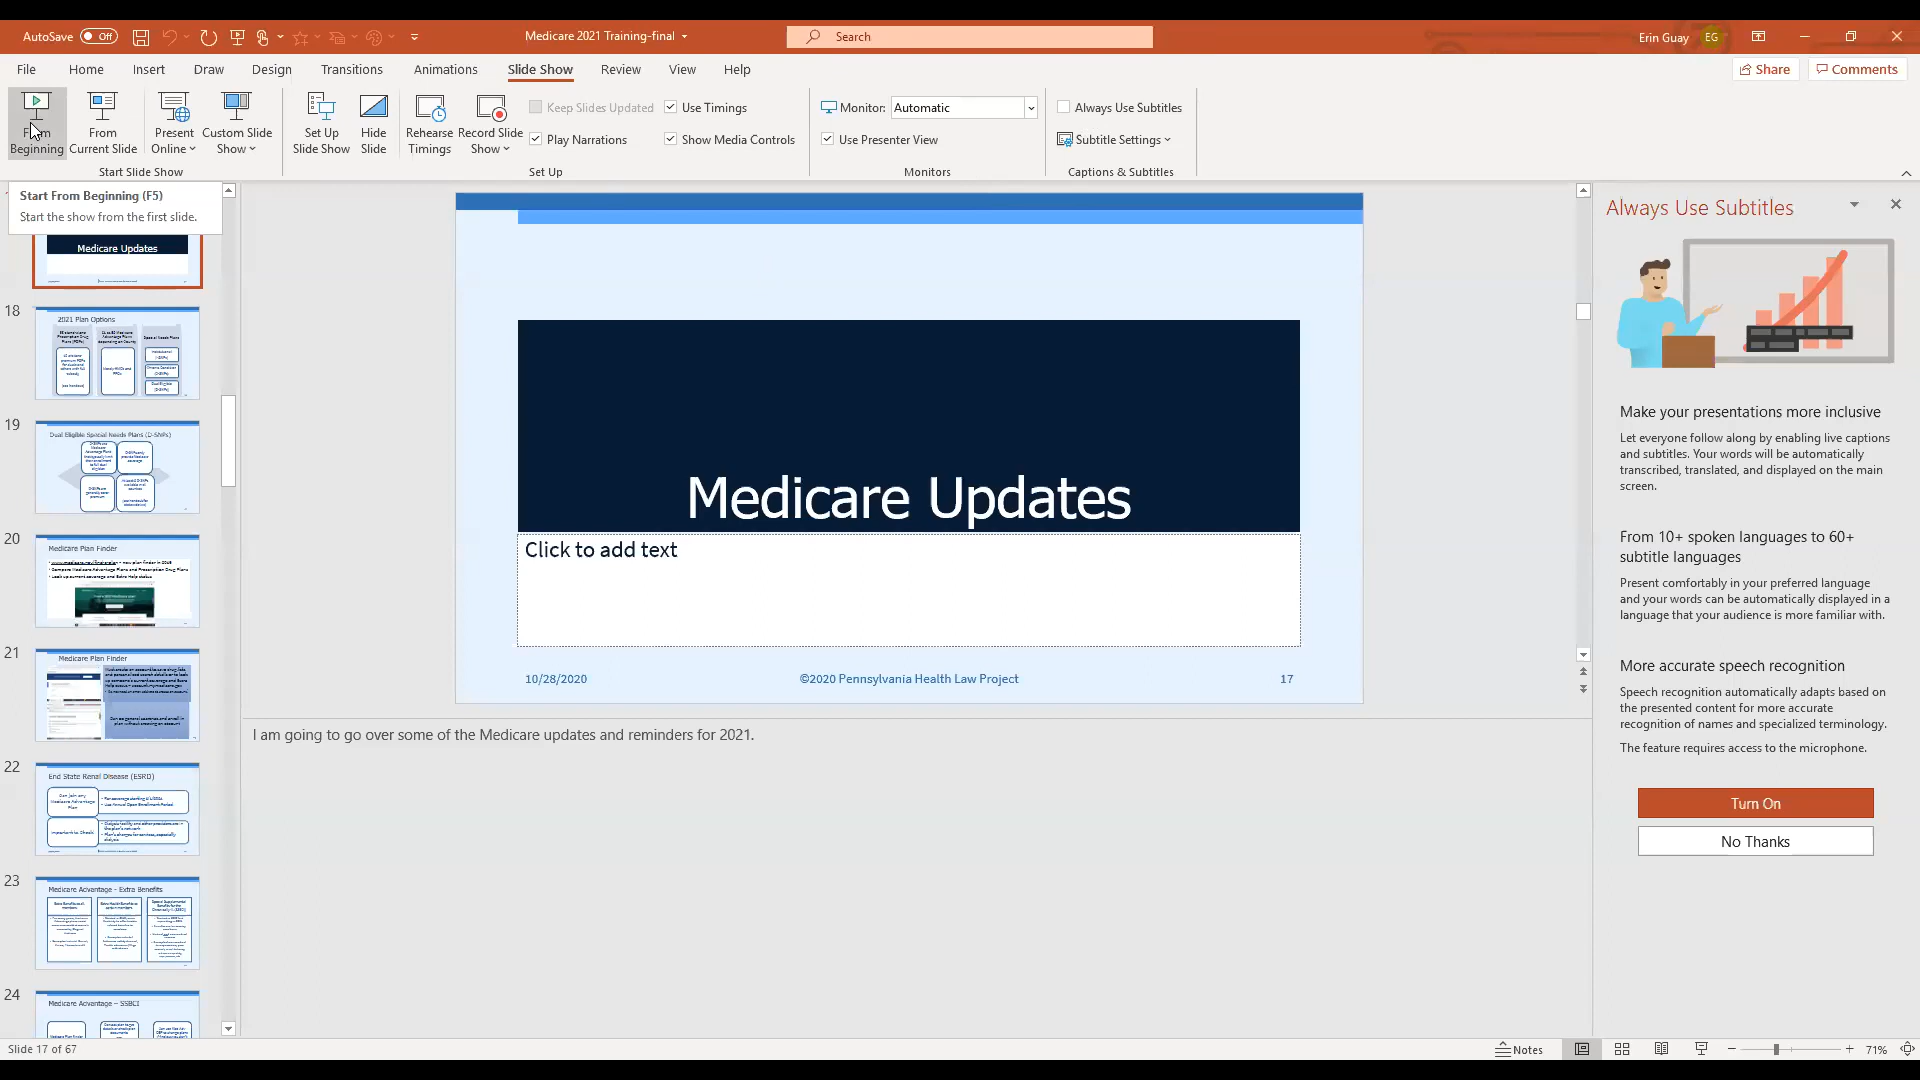 AutoSave Off
Medicare 2021 Training-final
Search
Erin Guay EG
File Home Insert Draw Design Transitions Animations Slide Show Review View Help
Share Comments
From Beginning
From Current Slide
Present Online
Custom Slide Show
Set Up Slide Show
Hide Slide
Rehearse Timings
Record Slide Show
Keep Slides Updated
Play Narrations
Use Timings
Show Media Controls
Monitor: Automatic
Use Presenter View
Always Use Subtitles
Subtitle Settings
Start Slide Show
Set Up
Monitors
Captions & Subtitles
Start From Beginning (F5)
Start the show from the first slide.
Medicare Updates
18
2021 Plan Options
19
Dual Eligible Special Needs Plans (D-SNPs)
20
Medicare Plan Finder
21
Medicare Plan Finder
22
End State Renal Disease (ESRD)
Can join any
Medicare Advantage
Plan
Important to Check!
23
Medicare Advantage - Extra Benefits
24
Medicare Advantage – SSBCI
Medicare Updates
Click to add text
10/28/2020
©2020 Pennsylvania Health Law Project
17
I am going to go over some of the Medicare updates and reminders for 2021.
Always Use Subtitles
Make your presentations more inclusive
Let everyone follow along by enabling live captions
and subtitles. Your words will be automatically
transcribed, translated, and displayed on the main
screen.
From 10+ spoken languages to 60+
subtitle languages
Present comfortably in your preferred language
and your words can be automatically displayed in a
language that your audience is more familiar with.
More accurate speech recognition
Speech recognition automatically adapts based on
the presented content for more accurate
recognition of names and specialized terminology.
The feature requires access to the microphone.
Turn On
No Thanks
Slide 17 of 67
Notes
71%